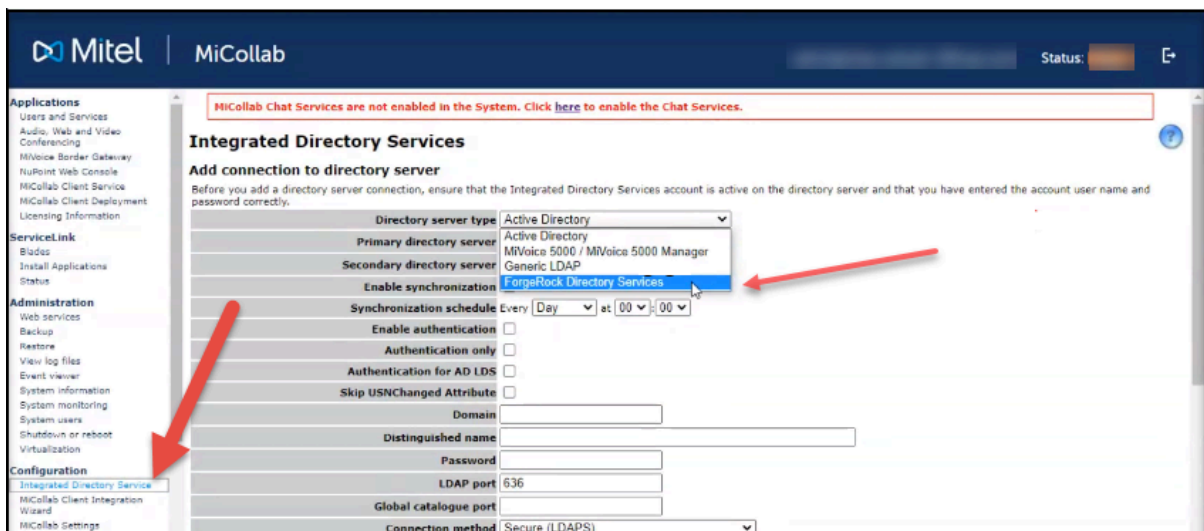 Mitel
MiCollab
Status:
Applications
Users and Services
Audio, Web and Video
Conferencing
MiVoice Border Gateway
NuPoint Web Console
MiCollab Client Service
MiCollab Client Deployment
Licensing Information
ServiceLink
Blades
Install Applications
Status
Administration
Web services
Backup
Restore
View log files
Event viewer
System information
System monitoring
System users
Shutdown or reboot
Virtualization
Configuration
Integrated Directory Service
MiCollab Client Integration
Wizard
MiCollab Settings
MiCollab Chat Services are not enabled in the System. Click here to enable the Chat Services.
?
Integrated Directory Services
Add connection to directory server
Before you add a directory server connection, ensure that the Integrated Directory Services account is active on the directory server and that you have entered the account user name and
password correctly.
Directory server type Active Directory
Active Directory
Primary directory server
MiVoice 5000 / MiVoice 5000 Manager
Secondary directory server
Generic LDAP
Enable synchronization
ForgeRock Directory Services
Synchronization schedule Every Day at 00 : 00
Enable authentication
Authentication only
Authentication for AD LDS
Skip USNChanged Attribute
Domain
Distinguished name
Password
LDAP port 636
Global catalogue port
Connection method Secure (LDAPS)